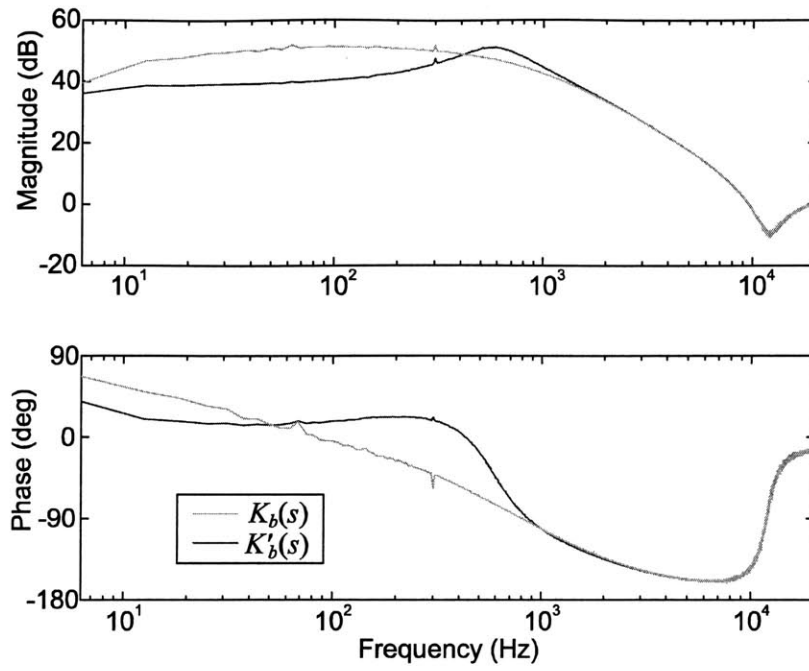 Magnitude (dB)
60
40
20
0
-20
10¹ 10² 10³ 10⁴
Phase (deg)
90
0
-90
-180
K_b(s)
K'_b(s)
10¹ 10² 10³ 10⁴
Frequency (Hz)